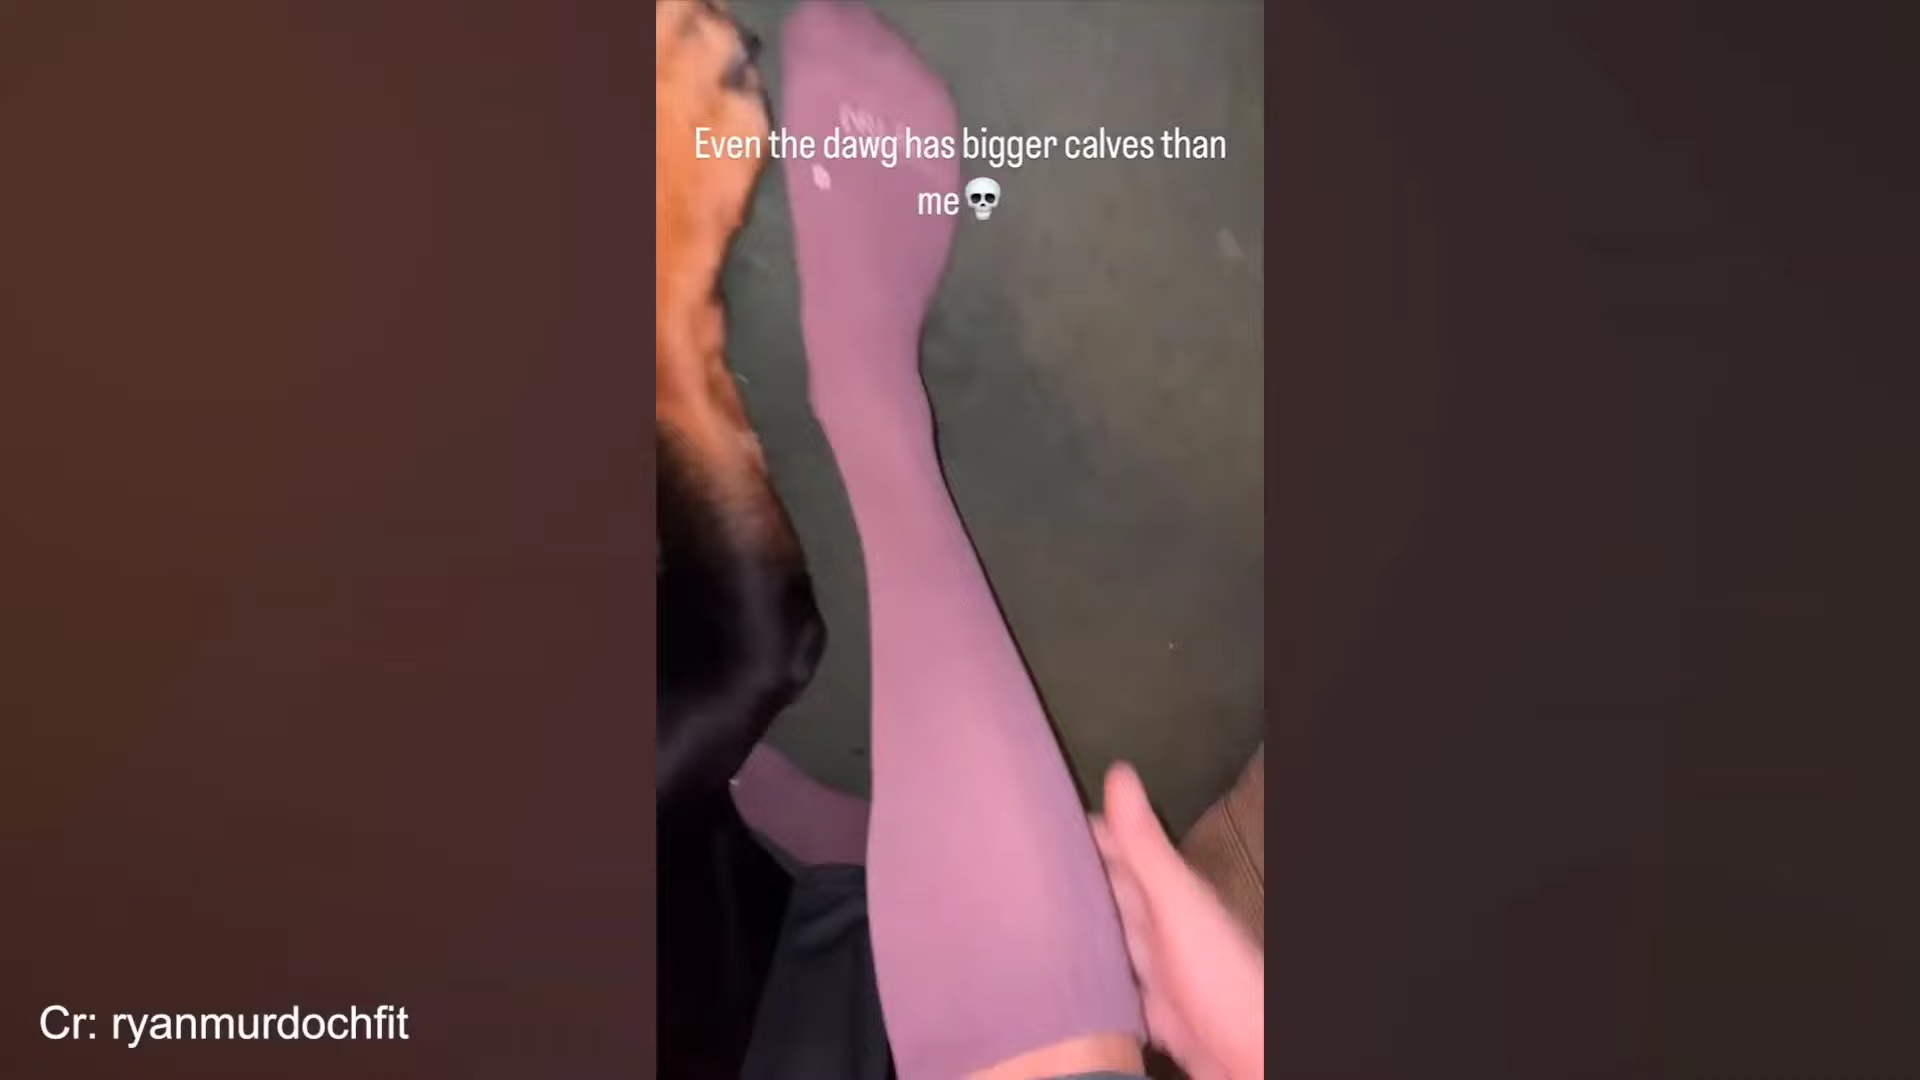 Even the dawg has bigger calves than
me💀
Cr: ryanmurdochfit